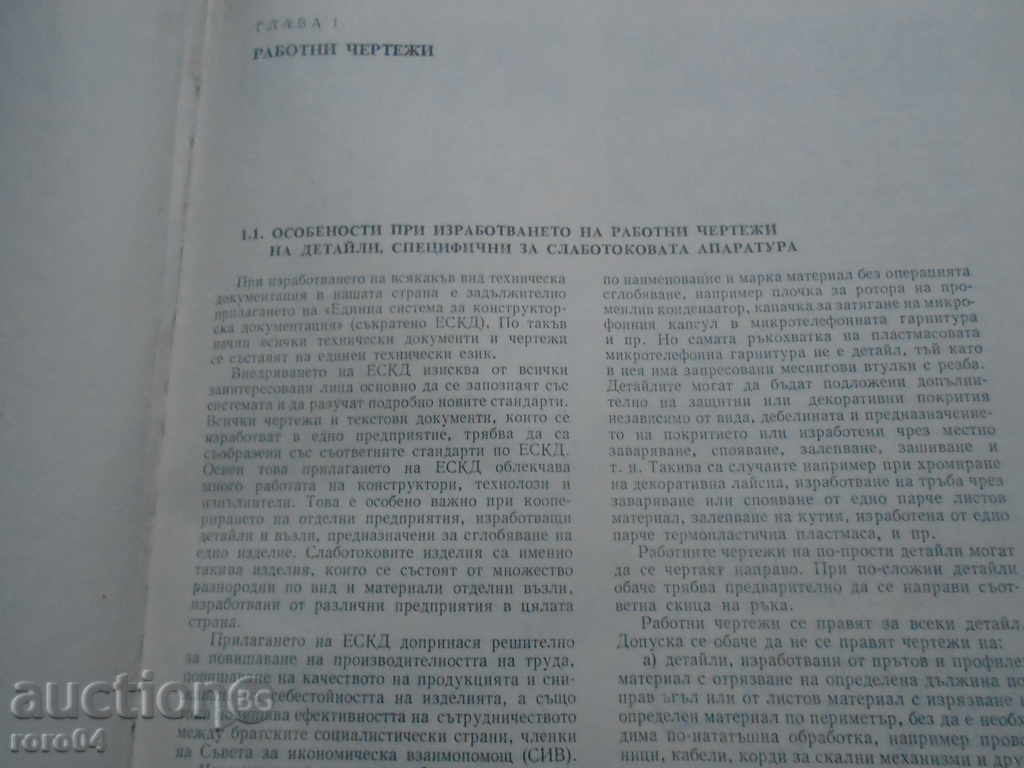 ГЛАВА 1
РАБОТНИ ЧЕРТЕЖИ
1.1. ОСОБЕНОСТИ ПРИ ИЗРАБОТВАНЕТО НА РАБОТНИ ЧЕРТЕЖИ
НА ДЕТАЙЛИ, СПЕЦИФИЧНИ ЗА СЛАБОТОКОВАТА АПАРАТУРА
При изработването на всякакъв вид техническа
документация в нашата страна е задължително
прилагането на «Единна система за конструктор-
ска документация» (съкратено ЕСКД). По такъв
начин всички технически документи и чертежи
се съставят на единен технически език.
Внедряването на ЕСКД изисква от всички
заинтересовани лица основно да се запознаят със
системата и да разучат подробно новите стандарти.
Всички чертежи и текстови документи, които се
изработват в едно предприятие, трябва да са
съобразени със съответните стандарти по ЕСКД.
Освен това прилагането на ЕСКД облекчава
много работата на конструктори, технолози и
изпълнители. Това е особено важно при коопе-
рирането на отделни предприятия, изработващи
детайли и възли, предназначени за сглобяване на
едно изделие. Слаботоковите изделия са именно
такива изделия, които се състоят от множество
разнородни по вид и материали отделни възли,
изработвани от различни предприятия в цялата
страна.
Прилагането на ЕСКД допринася решително
за повишаване на производителността на труда,
повишаване на качеството на продукцията и сни-
себестойността на изделията, а също
ефективността на сътрудничеството
между братските социалистически страни, членки
на Съвета за икономическа взаимопомощ (СИВ).
по наименование и марка материал без операцията
сглобяване, например плочка за ротора на про-
менлив кондензатор, капачка за затягане на микро-
фонния капсул в микротелефонната гарнитура
и пр. Но самата ръкохватка на пластмасовата
микротелефонна гарнитура не е детайл, тъй като
в нея има запресовани месингови втулки с резба.
Детайлите могат да бъдат подложени допълни-
телно на защитни или декоративни покрития
независимо от вида, дебелината и предназначение-
то на покритието или изработени чрез местно
заваряване, спояване, залепване, зашиване и
т. н. Такива са случаите например при хромиране
на декоративна лайсна, изработване на тръба чрез
заваряване или спояване от едно парче листов
материал, залепване на кутия, изработена от едно
парче термопластична пластмаса, и пр.
Работните чертежи на по-прости детайли могат
да се чертаят направо. При по-сложни детайли
обаче трябва предварително да се направи съот-
ветна скица на ръка.
Работни чертежи се правят за всеки детайл.
Допуска се обаче да не се правят чертежи на:
а) детайли, изработвани от прътов и профилен
материал с отрязване на определена дължина под
прав ъгъл или от листов материал с изрязване
определен материал по периметър, без да е необхо-
дима по-нататъшна обработка, например
ници, кабели, корди за скални механизми и
auction BG
roro04